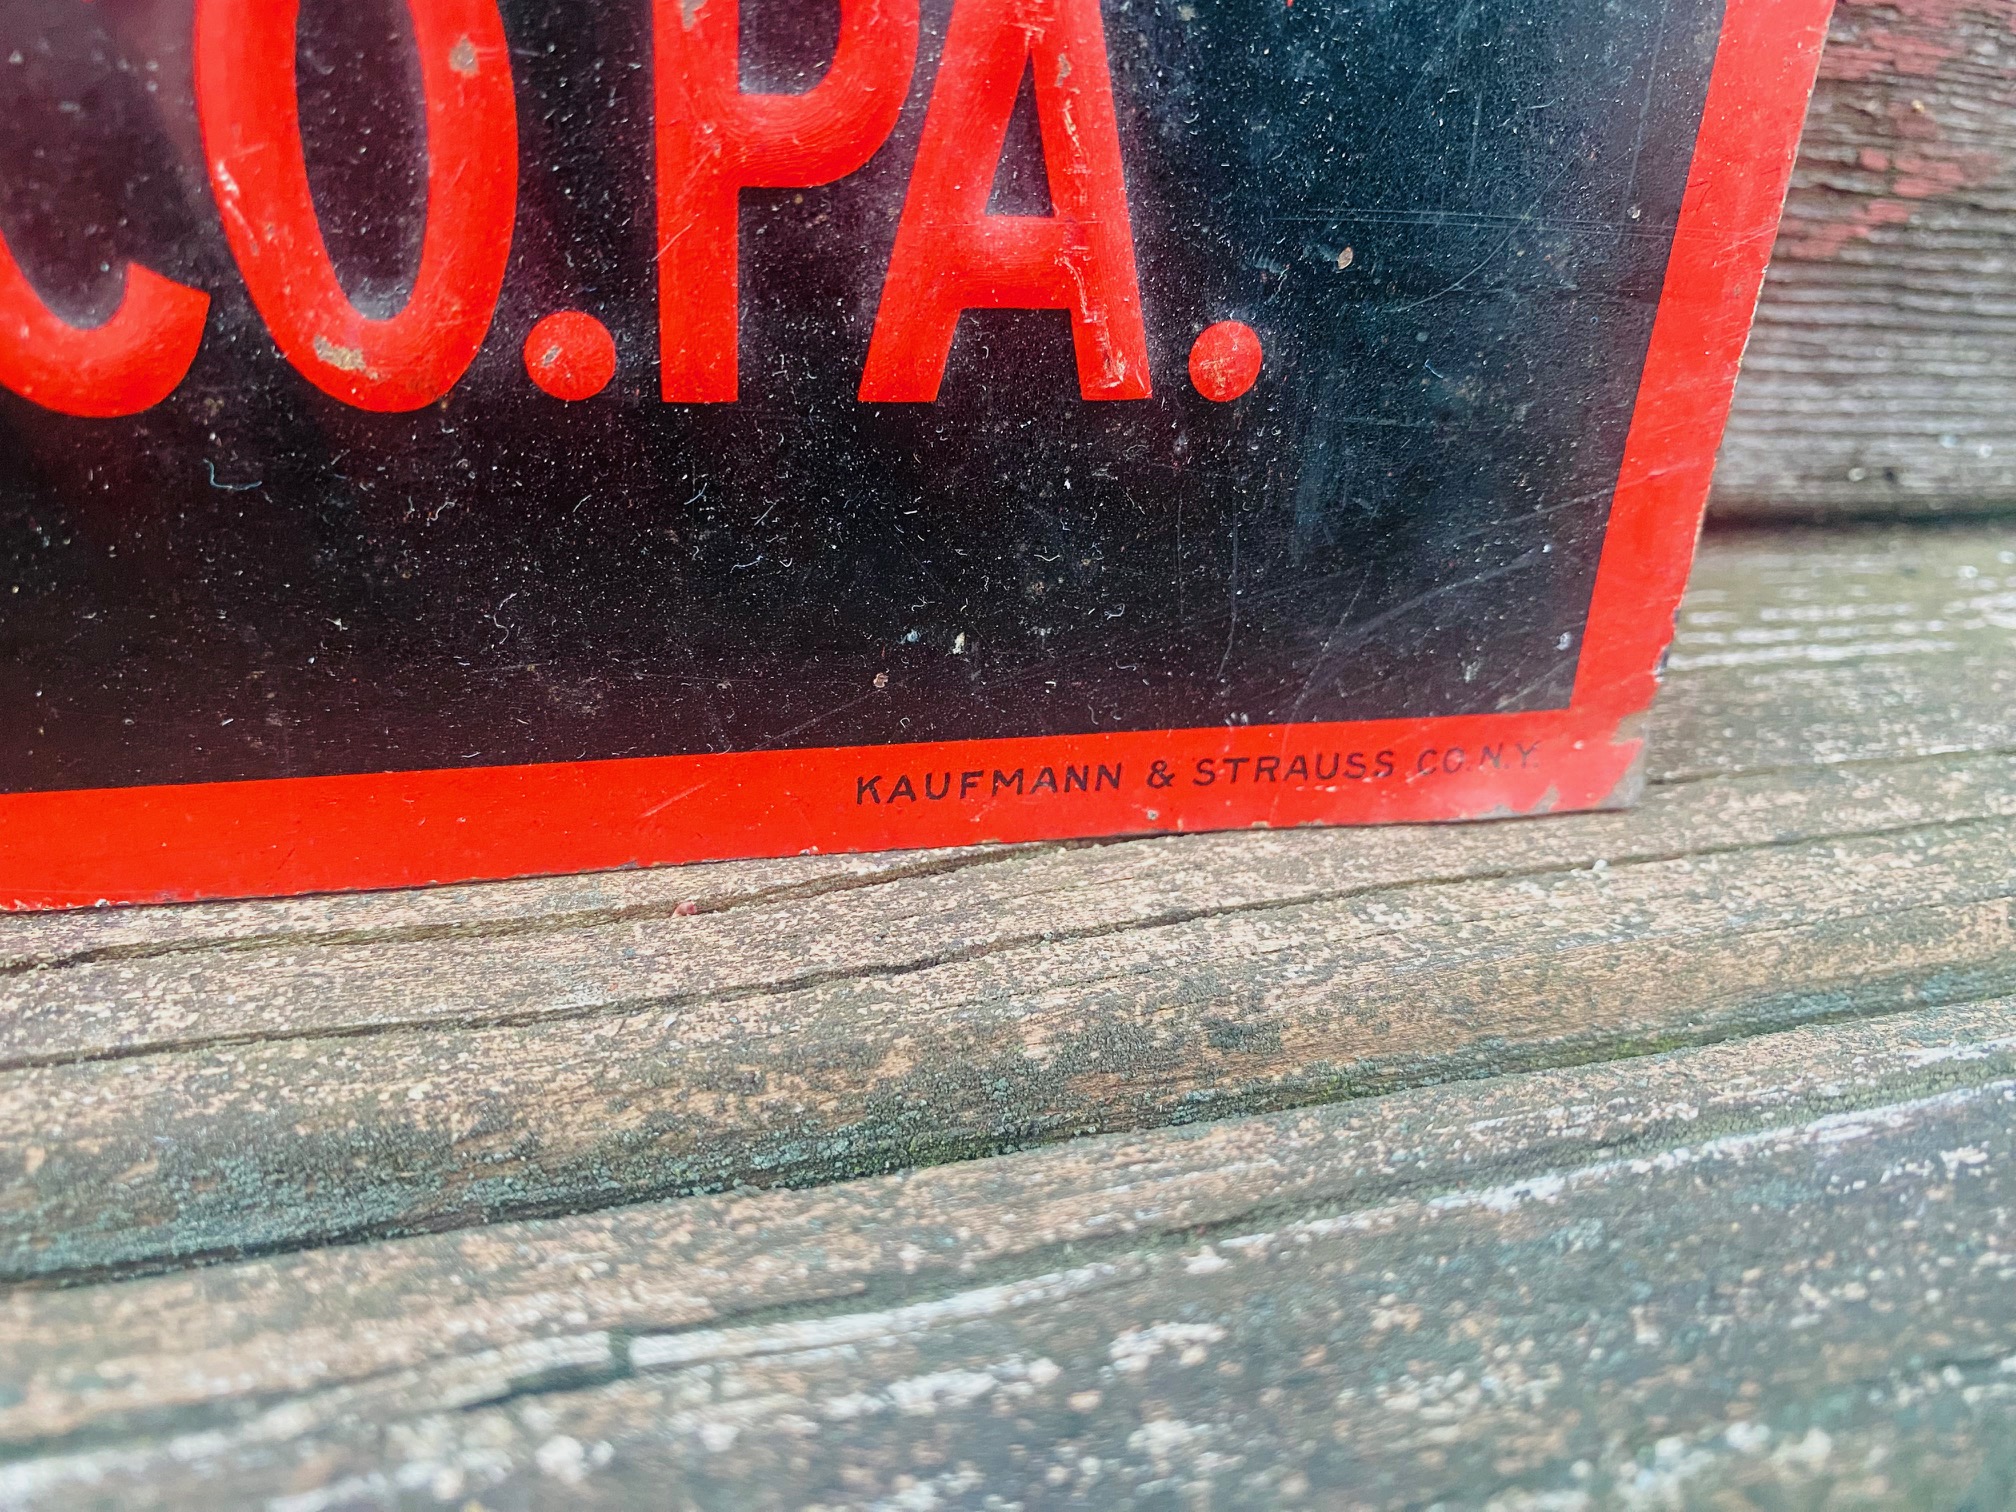 CO. PA.
KAUFMANN & STRAUSS CO. N.Y.